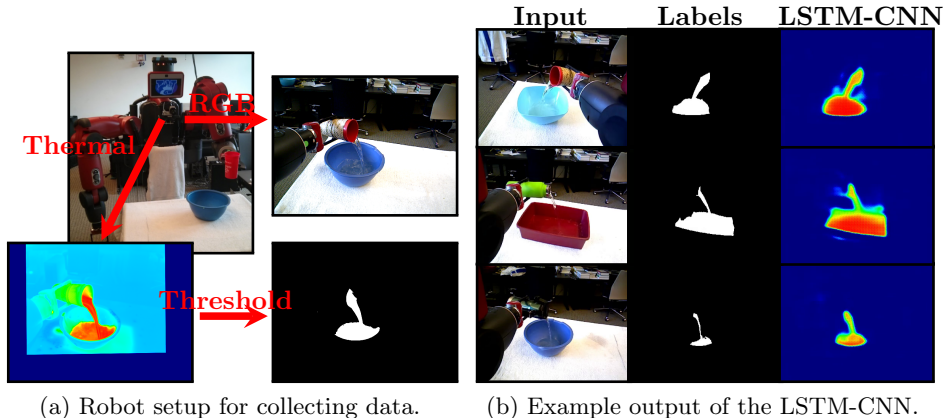 Input Labels LSTM-CNN
RGB
Thermal
Threshold
(a) Robot setup for collecting data. (b) Example output of the LSTM-CNN.